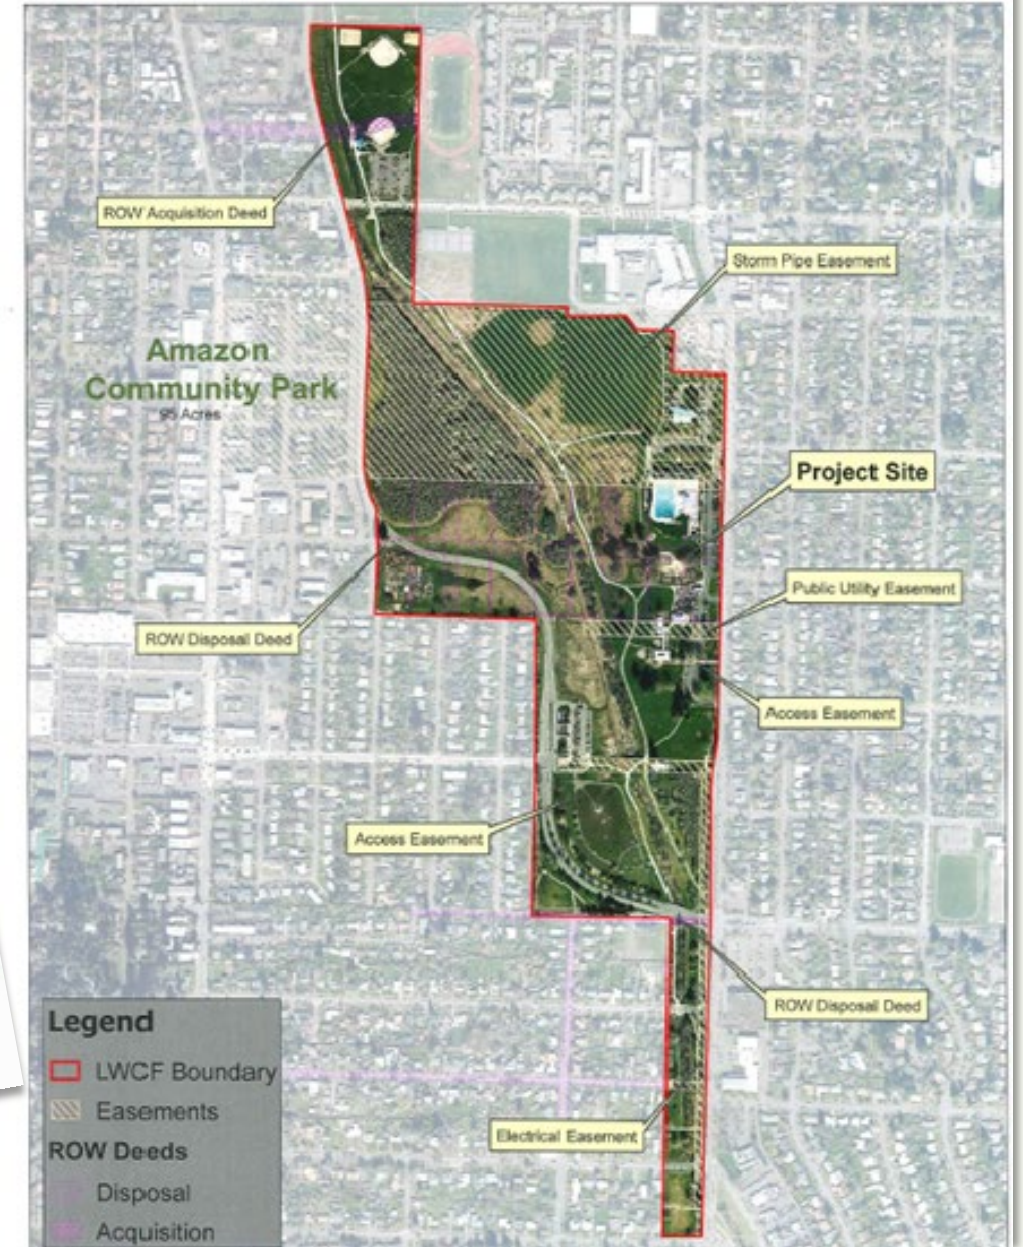 ROW Acquisition Deed
Storm Pipe Easement
Amazon
Community Park
95 Acres
Project Site
Public Utility Easement
ROW Disposal Deed
Access Easement
Access Easement
ROW Disposal Deed
Legend
LWCF Boundary
Easements
ROW Deeds
Disposal
Acquisition
Electrical Easement